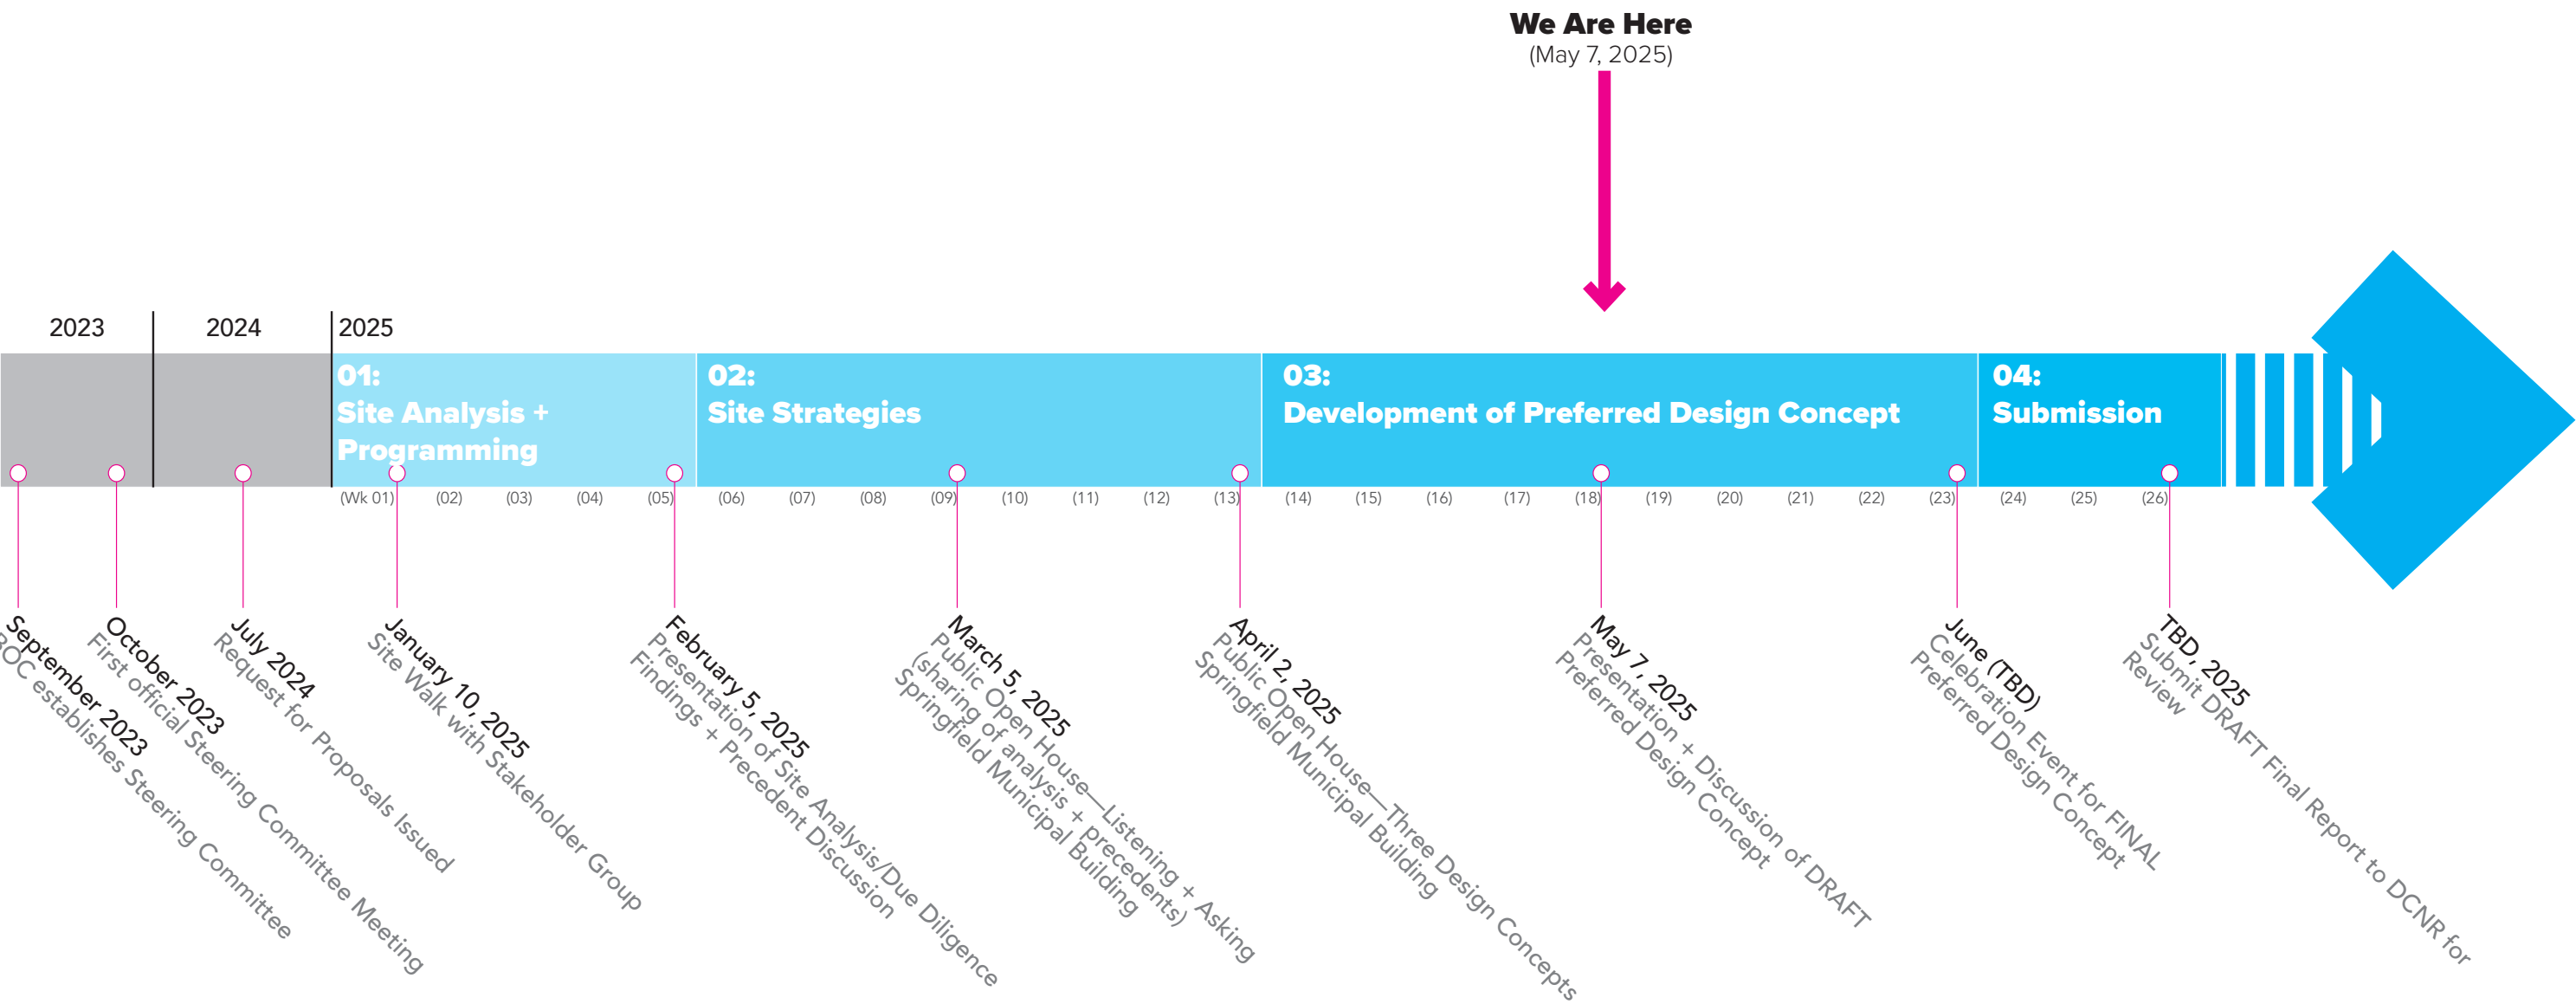 We Are Here
(May 7, 2025)
2023
2024
2025
01:
Site Analysis +
Programming
02:
Site Strategies
03:
Development of Preferred Design Concept
04:
Submission
(Wk 01)
(02)
(03)
(04)
(05)
(06)
(07)
(08)
(09)
(10)
(11)
(12)
(13)
(14)
(15)
(16)
(17)
(18)
(19)
(20)
(21)
(22)
(23)
(24)
(25)
(26)
September 2023
BOC establishes Steering Committee
October 2023
First official Steering Committee Meeting
July 2024
Request for Proposals Issued
January 10, 2025
Site Walk with Stakeholder Group
February 5, 2025
Presentation of Site Analysis/Due Diligence
Findings + Precedent Discussion
March 5, 2025
Public Open House—Listening + Asking
(sharing of analysis + precedents)
Springfield Municipal Building
April 2, 2025
Public Open House—Three Design Concepts
Springfield Municipal Building
May 7, 2025
Presentation + Discussion of DRAFT
Preferred Design Concept
June (TBD)
Celebration Event for FINAL
Preferred Design Concept
TBD, 2025
Submit DRAFT Final Report to DCNR for
Review